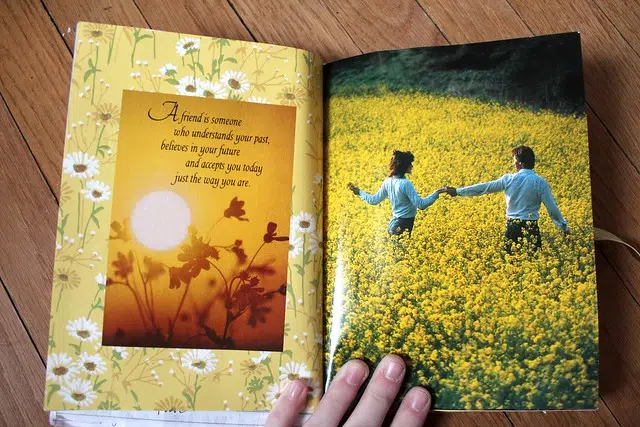 A friend is someone
who understands your past,
believes in your future
and accepts you today
just the way you are.